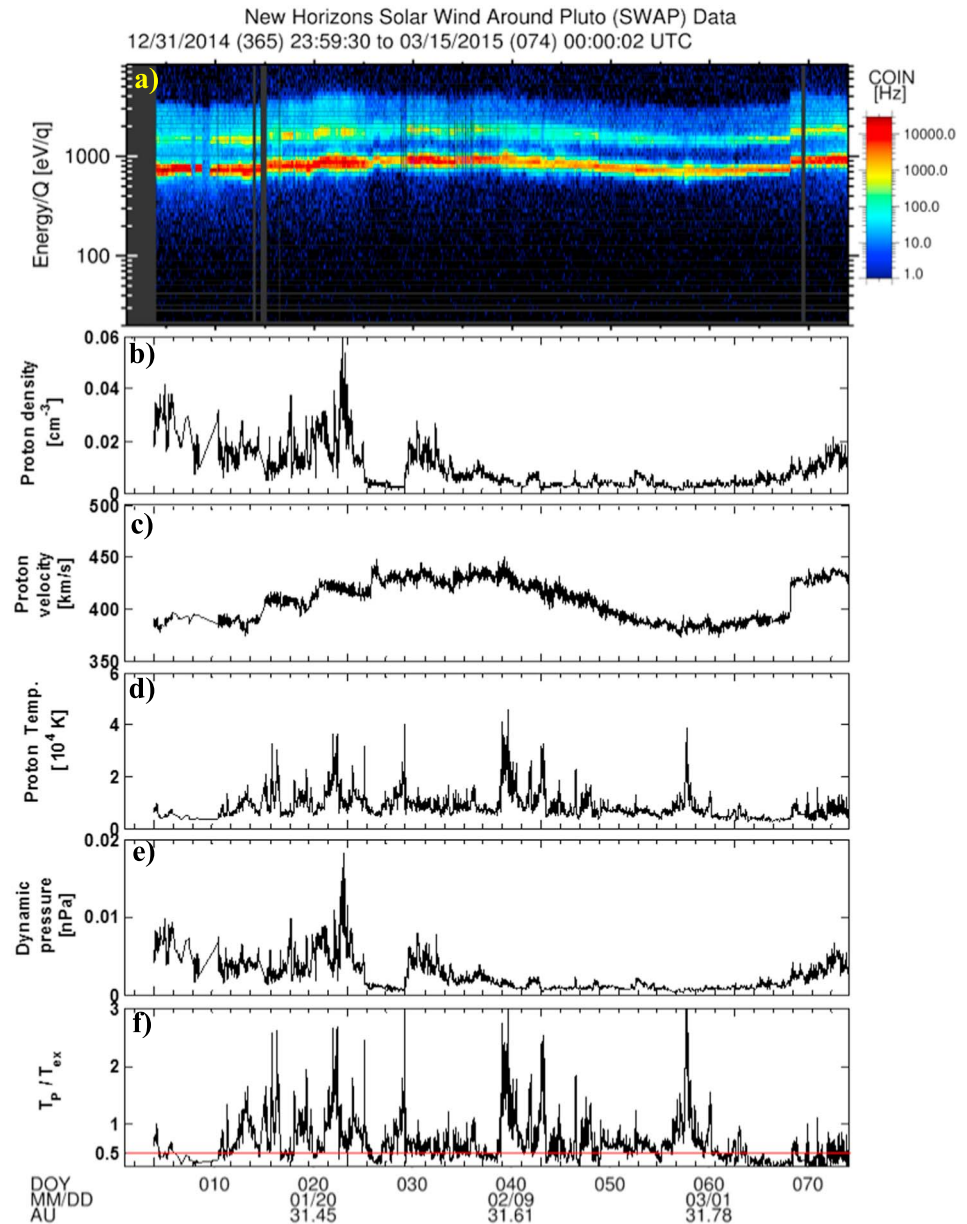 New Horizons Solar Wind Around Pluto (SWAP) Data
12/31/2014 (365) 23:59:30 to 03/15/2015 (074) 00:00:02 UTC
a)
COIN
[Hz]
Energy/Q [eV/q]
1000
100
10000.0
1000.0
100.0
10.0
1.0
b)
Proton density
[cm-3]
0.06
0.04
0.02
0
c)
Proton
velocity
[km/s]
500
450
400
350
d)
Proton Temp.
[10^4 K]
6
4
2
0
e)
Dynamic
pressure
[nPa]
0.02
0.01
0
f)
Tp / Tex
3
2
1
0.5
DOY 010 020 030 040 050 060 070
MM/DD 01/20 02/09 03/01
AU 31.45 31.61 31.78